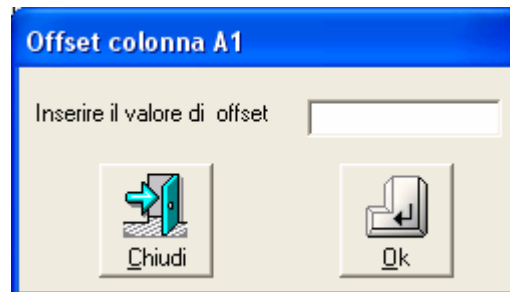 Offset colonna A1
Inserire il valore di offset
Chiudi
Ok